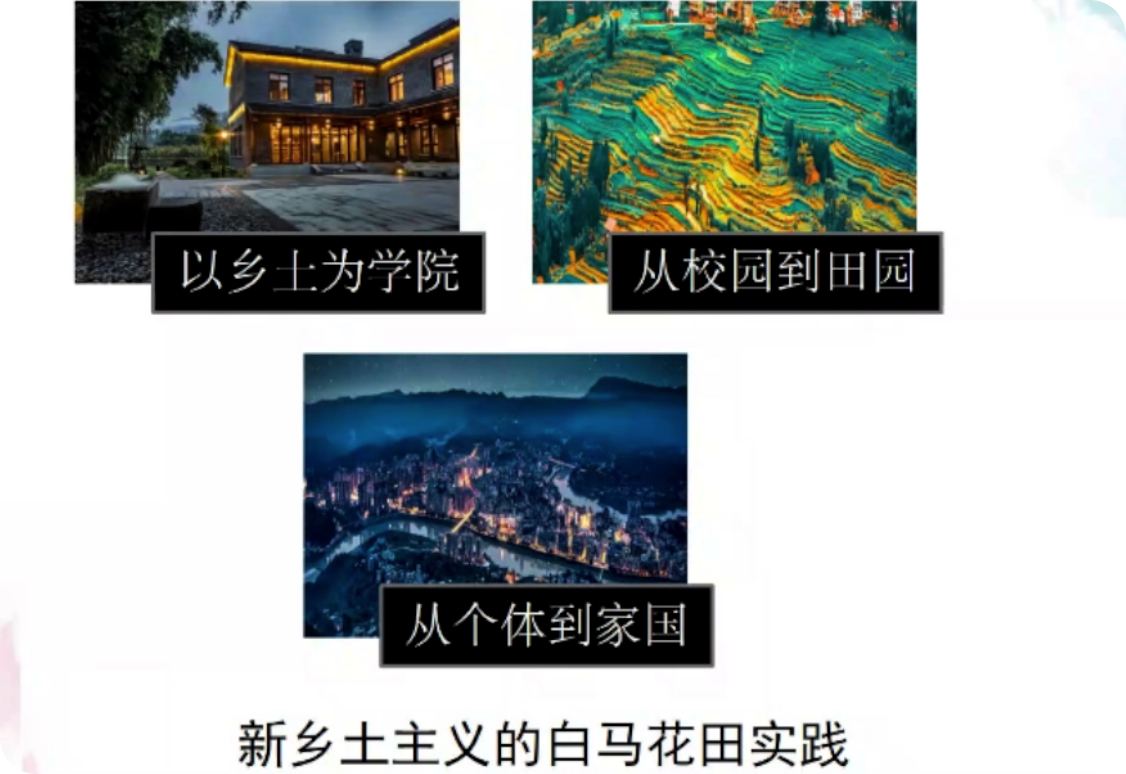 以乡土为学院
从校园到田园
从个体到家国
新乡土主义的白马花田实践